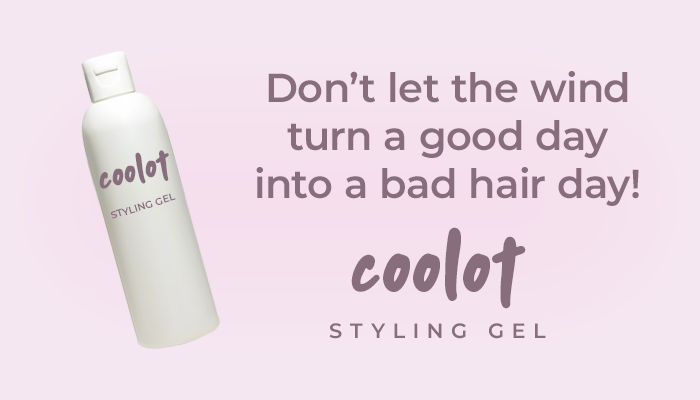 coolot
STYLING GEL
Don’t let the wind
turn a good day
into a bad hair day!
coolot
STYLING GEL